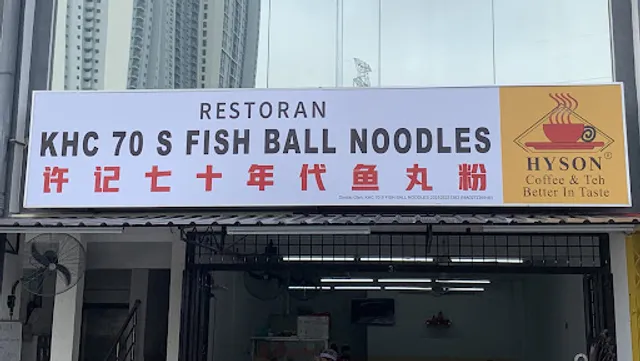 RESTORAN
KHC 70 S FISH BALL NOODLES
许记七十年代鱼丸粉
HYSON®
Coffee & Teh
Better In Taste